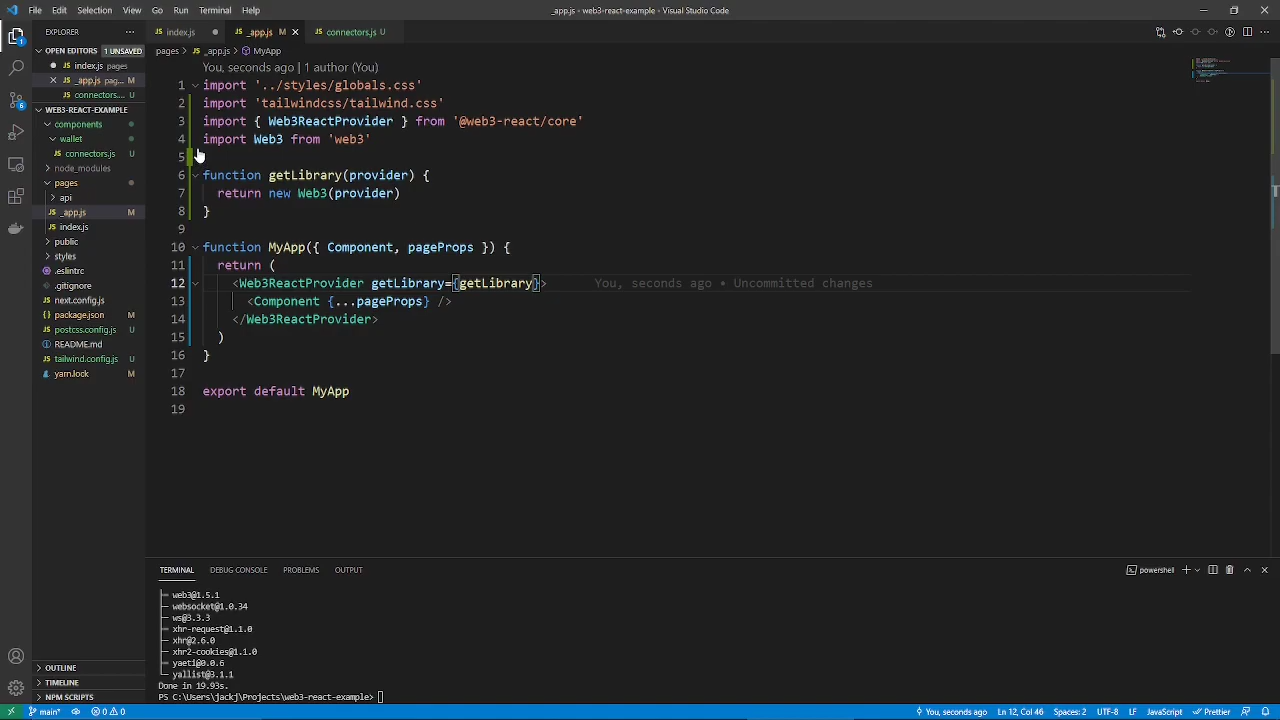 File Edit Selection View Go Run Terminal Help
_app.js - web3-react-example - Visual Studio Code
EXPLORER
index.js
_app.js M
connectors.js U
OPEN EDITORS 1 UNSAVED
index.js pages
_app.js pag... M
connectors.... U
WEB3-REACT-EXAMPLE
components
wallet
connectors.js U
node_modules
pages
api
_app.js M
index.js
public
styles
.eslintrc
.gitignore
next.config.js
package.json M
postcss.config.js U
README.md
tailwind.config.js U
yarn.lock M
OUTLINE
TIMELINE
NPM SCRIPTS
pages > _app.js > MyApp
You, seconds ago | 1 author (You)
1 import '../styles/globals.css'
2 import 'tailwindcss/tailwind.css'
3 import { Web3ReactProvider } from '@web3-react/core'
4 import Web3 from 'web3'
5
6 function getLibrary(provider) {
7 return new Web3(provider)
8 }
9
10 function MyApp({ Component, pageProps }) {
11 return (
12 <Web3ReactProvider getLibrary={getLibrary}> You, seconds ago • Uncommitted changes
13 <Component {...pageProps} />
14 </Web3ReactProvider>
15 )
16 }
17
18 export default MyApp
19
TERMINAL DEBUG CONSOLE PROBLEMS OUTPUT
powershell
├─ web3@1.5.1
├─ websocket@1.0.34
├─ ws@3.3.3
├─ xhr-request@1.1.0
├─ xhr@2.6.0
├─ xhr2-cookies@1.1.0
├─ yaeti@0.0.6
└─ yallist@3.1.1
Done in 19.93s.
PS C:\Users\jackj\Projects\web3-react-example>
main* 0 0
You, seconds ago Ln 12, Col 46 Spaces: 2 UTF-8 LF JavaScript Prettier